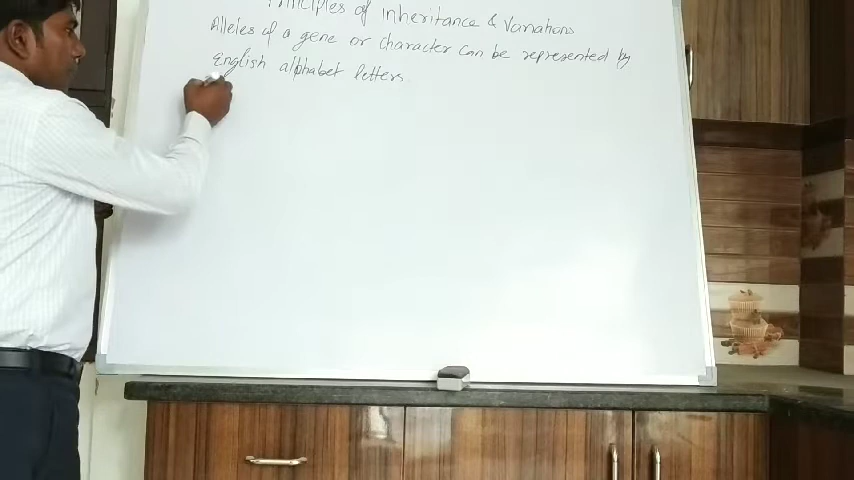 Principles of Inheritance & Variations
Alleles of a gene or character can be represented by
English alphabet letters